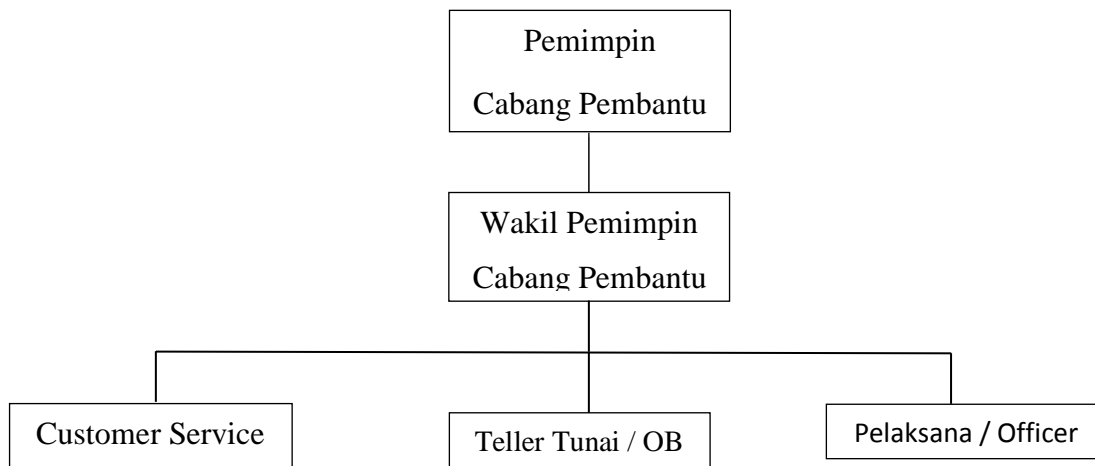 Pemimpin
Cabang Pembantu
Wakil Pemimpin
Cabang Pembantu
Customer Service
Teller Tunai / OB
Pelaksana / Officer